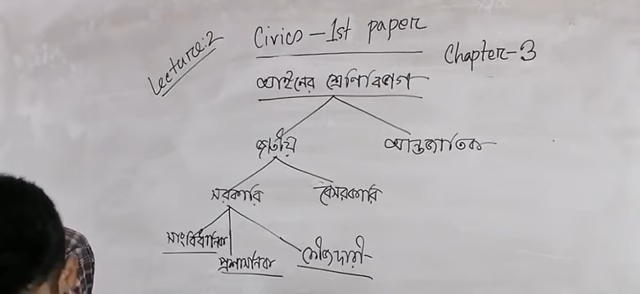 Lecture:2
Civics - 1st paper
Chapter-3
আইনের শ্রেণিবিভাগ
জাতীয় আন্তর্জাতিক
সরকারি বেসরকারি
সাংবিধানিক প্রশাসনিক ফৌজদারী